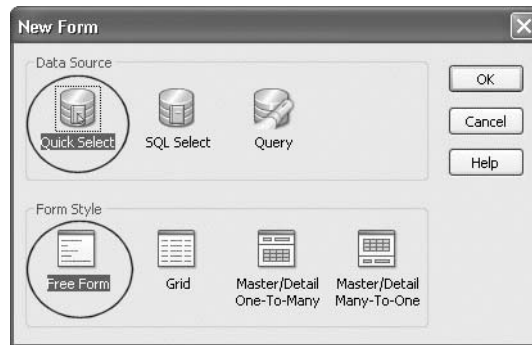 New Form
Data Source
Quick Select
SQL Select
Query
OK
Cancel
Help
Form Style
Free Form
Grid
Master/Detail
One-To-Many
Master/Detail
Many-To-One